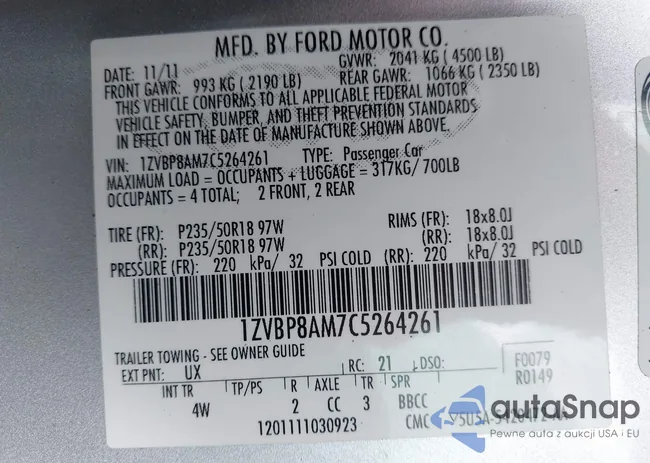 MFD. BY FORD MOTOR CO.
DATE: 11/11 GVWR: 2041 KG ( 4500 LB)
FRONT GAWR: 993 KG ( 2190 LB) REAR GAWR: 1066 KG ( 2350 LB)
THIS VEHICLE CONFORMS TO ALL APPLICABLE FEDERAL MOTOR
VEHICLE SAFETY, BUMPER, AND THEFT PREVENTION STANDARDS
IN EFFECT ON THE DATE OF MANUFACTURE SHOWN ABOVE.
VIN: 1ZVBP8AM7C5264261 TYPE: Passenger Car
MAXIMUM LOAD = OCCUPANTS + LUGGAGE = 317KG/ 700LB
OCCUPANTS = 4 TOTAL; 2 FRONT, 2 REAR
TIRE (FR): P235/50R18 97W RIMS (FR): 18x8.0J
(RR): P235/50R18 97W (RR): 18x8.0J
PRESSURE (FR): 220 kPa/ 32 PSI COLD (RR): 220 kPa/ 32 PSI COLD
1ZVBP8AM7C5264261
TRAILER TOWING - SEE OWNER GUIDE
EXT PNT: UX RC: 21 DSO: F0079
R0149
INT TR TP/PS R AXLE TR SPR
4W 2 CC 3 BBCC
1201111030923 CMC
autoSnap
Pewne auta z aukcji USA i EU